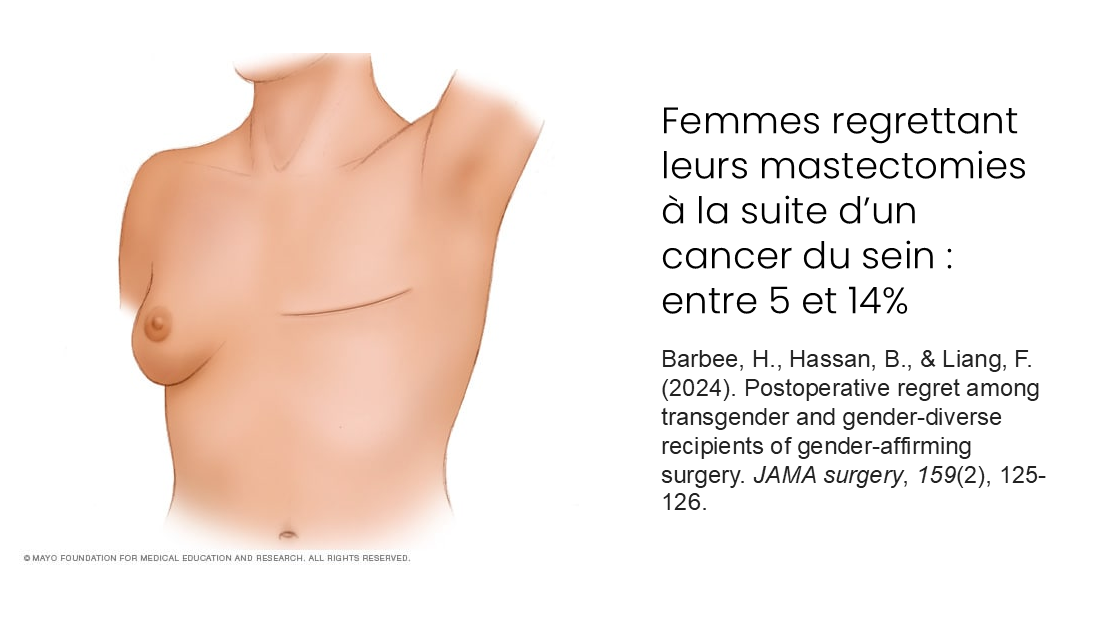 Femmes regrettant
leurs mastectomies
à la suite d’un
cancer du sein :
entre 5 et 14%
Barbee, H., Hassan, B., & Liang, F.
(2024). Postoperative regret among
transgender and gender-diverse
recipients of gender-affirming
surgery. JAMA surgery, 159(2), 125-
126.
© MAYO FOUNDATION FOR MEDICAL EDUCATION AND RESEARCH. ALL RIGHTS RESERVED.